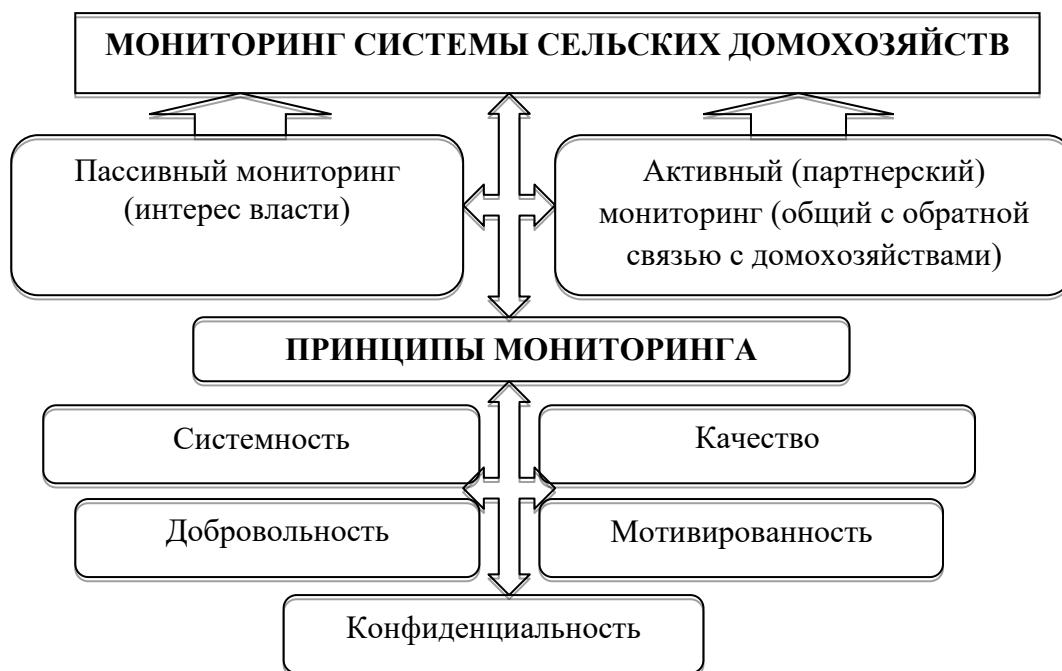 МОНИТОРИНГ СИСТЕМЫ СЕЛЬСКИХ ДОМОХОЗЯЙСТВ
Пассивный мониторинг
(интерес власти)
Активный (партнерский)
мониторинг (общий с обратной
связью с домохозяйствами)
ПРИНЦИПЫ МОНИТОРИНГА
Системность
Качество
Добровольность
Мотивированность
Конфиденциальность